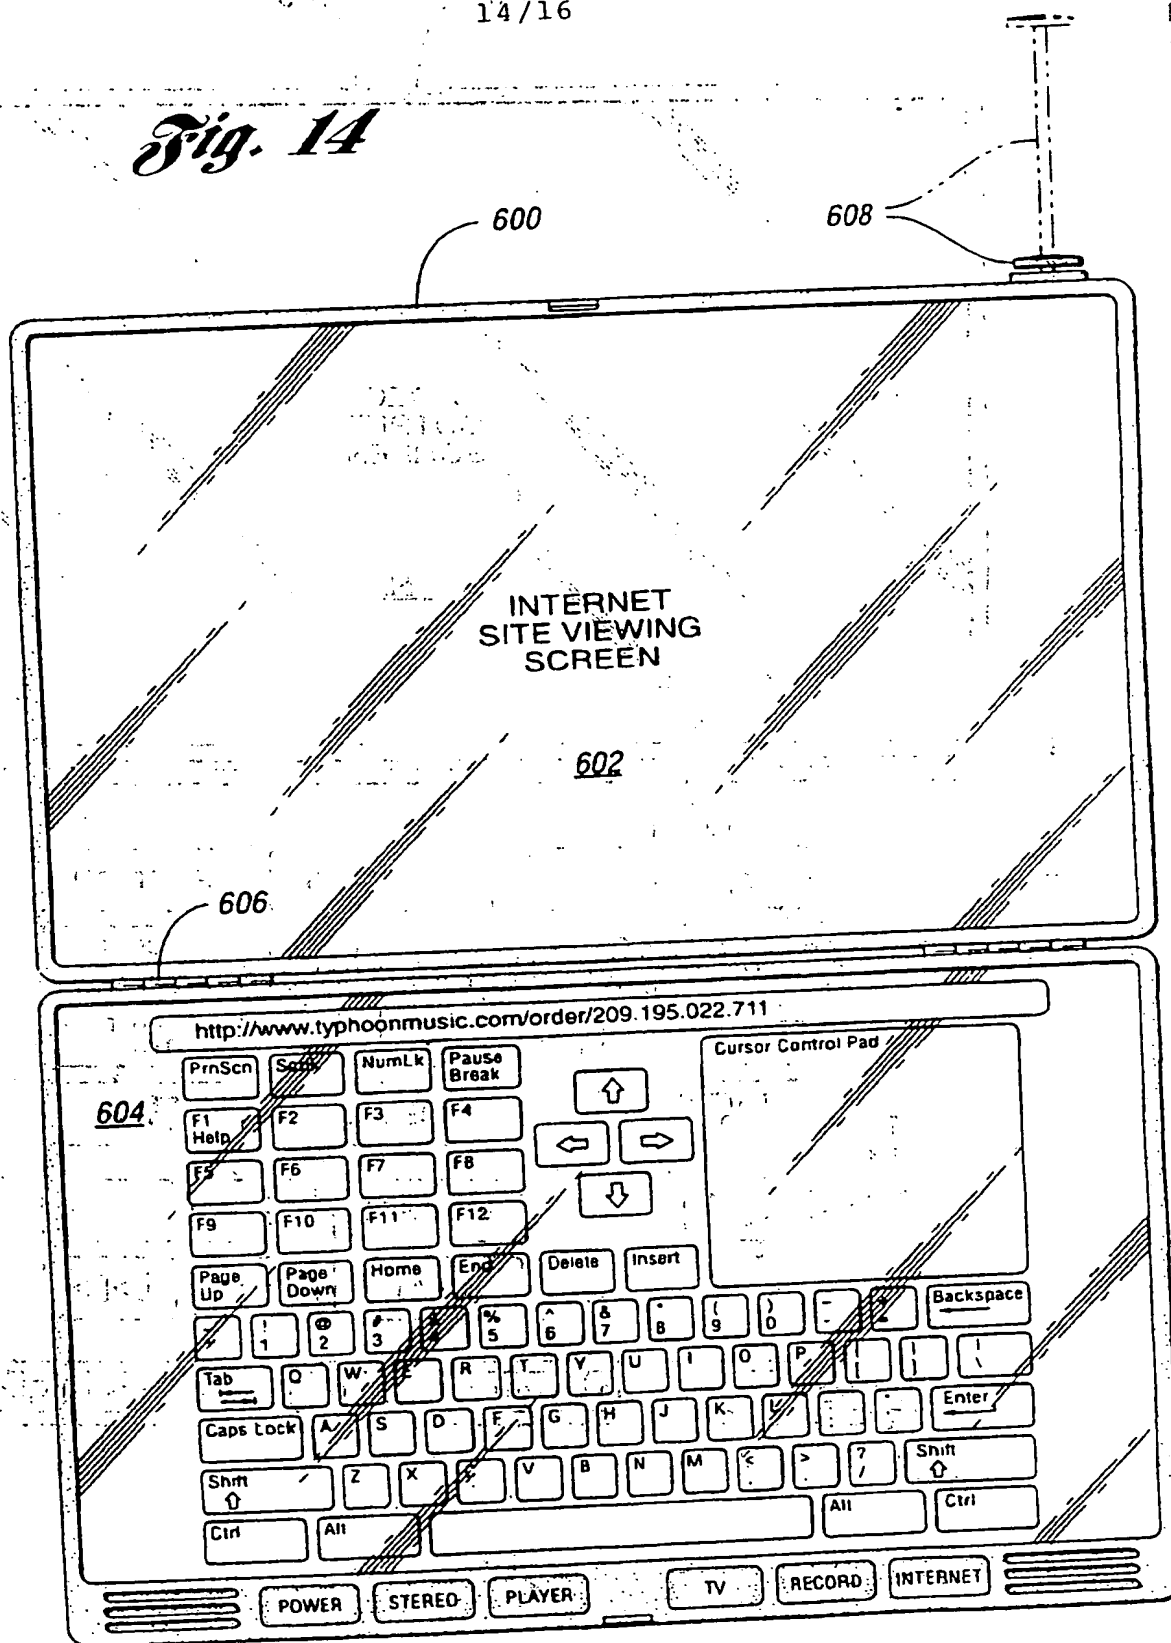 14/16
Fig. 14
600
608
INTERNET
SITE VIEWING
SCREEN
602
606
http://www.typhoonmusic.com/order/209.195.022.711
604
Cursor Control Pad
PrnScn NumLk Pause Break
F1 Help F2 F3 F4
F5 F6 F7 F8
F9 F10 F11 F12
Page Up Page Down Home End Delete Insert
! 1 @ 2 # 3 4 % 5 ^ 6 & 7 * 8 ( 9 ) 0 Backspace
Tab Q W E R T Y U I O P
Caps Lock A S D F G H J K L Enter
Shift Z X V B N M < > ? / Shift
Ctrl Alt Alt Ctrl
POWER STEREO PLAYER TV RECORD INTERNET